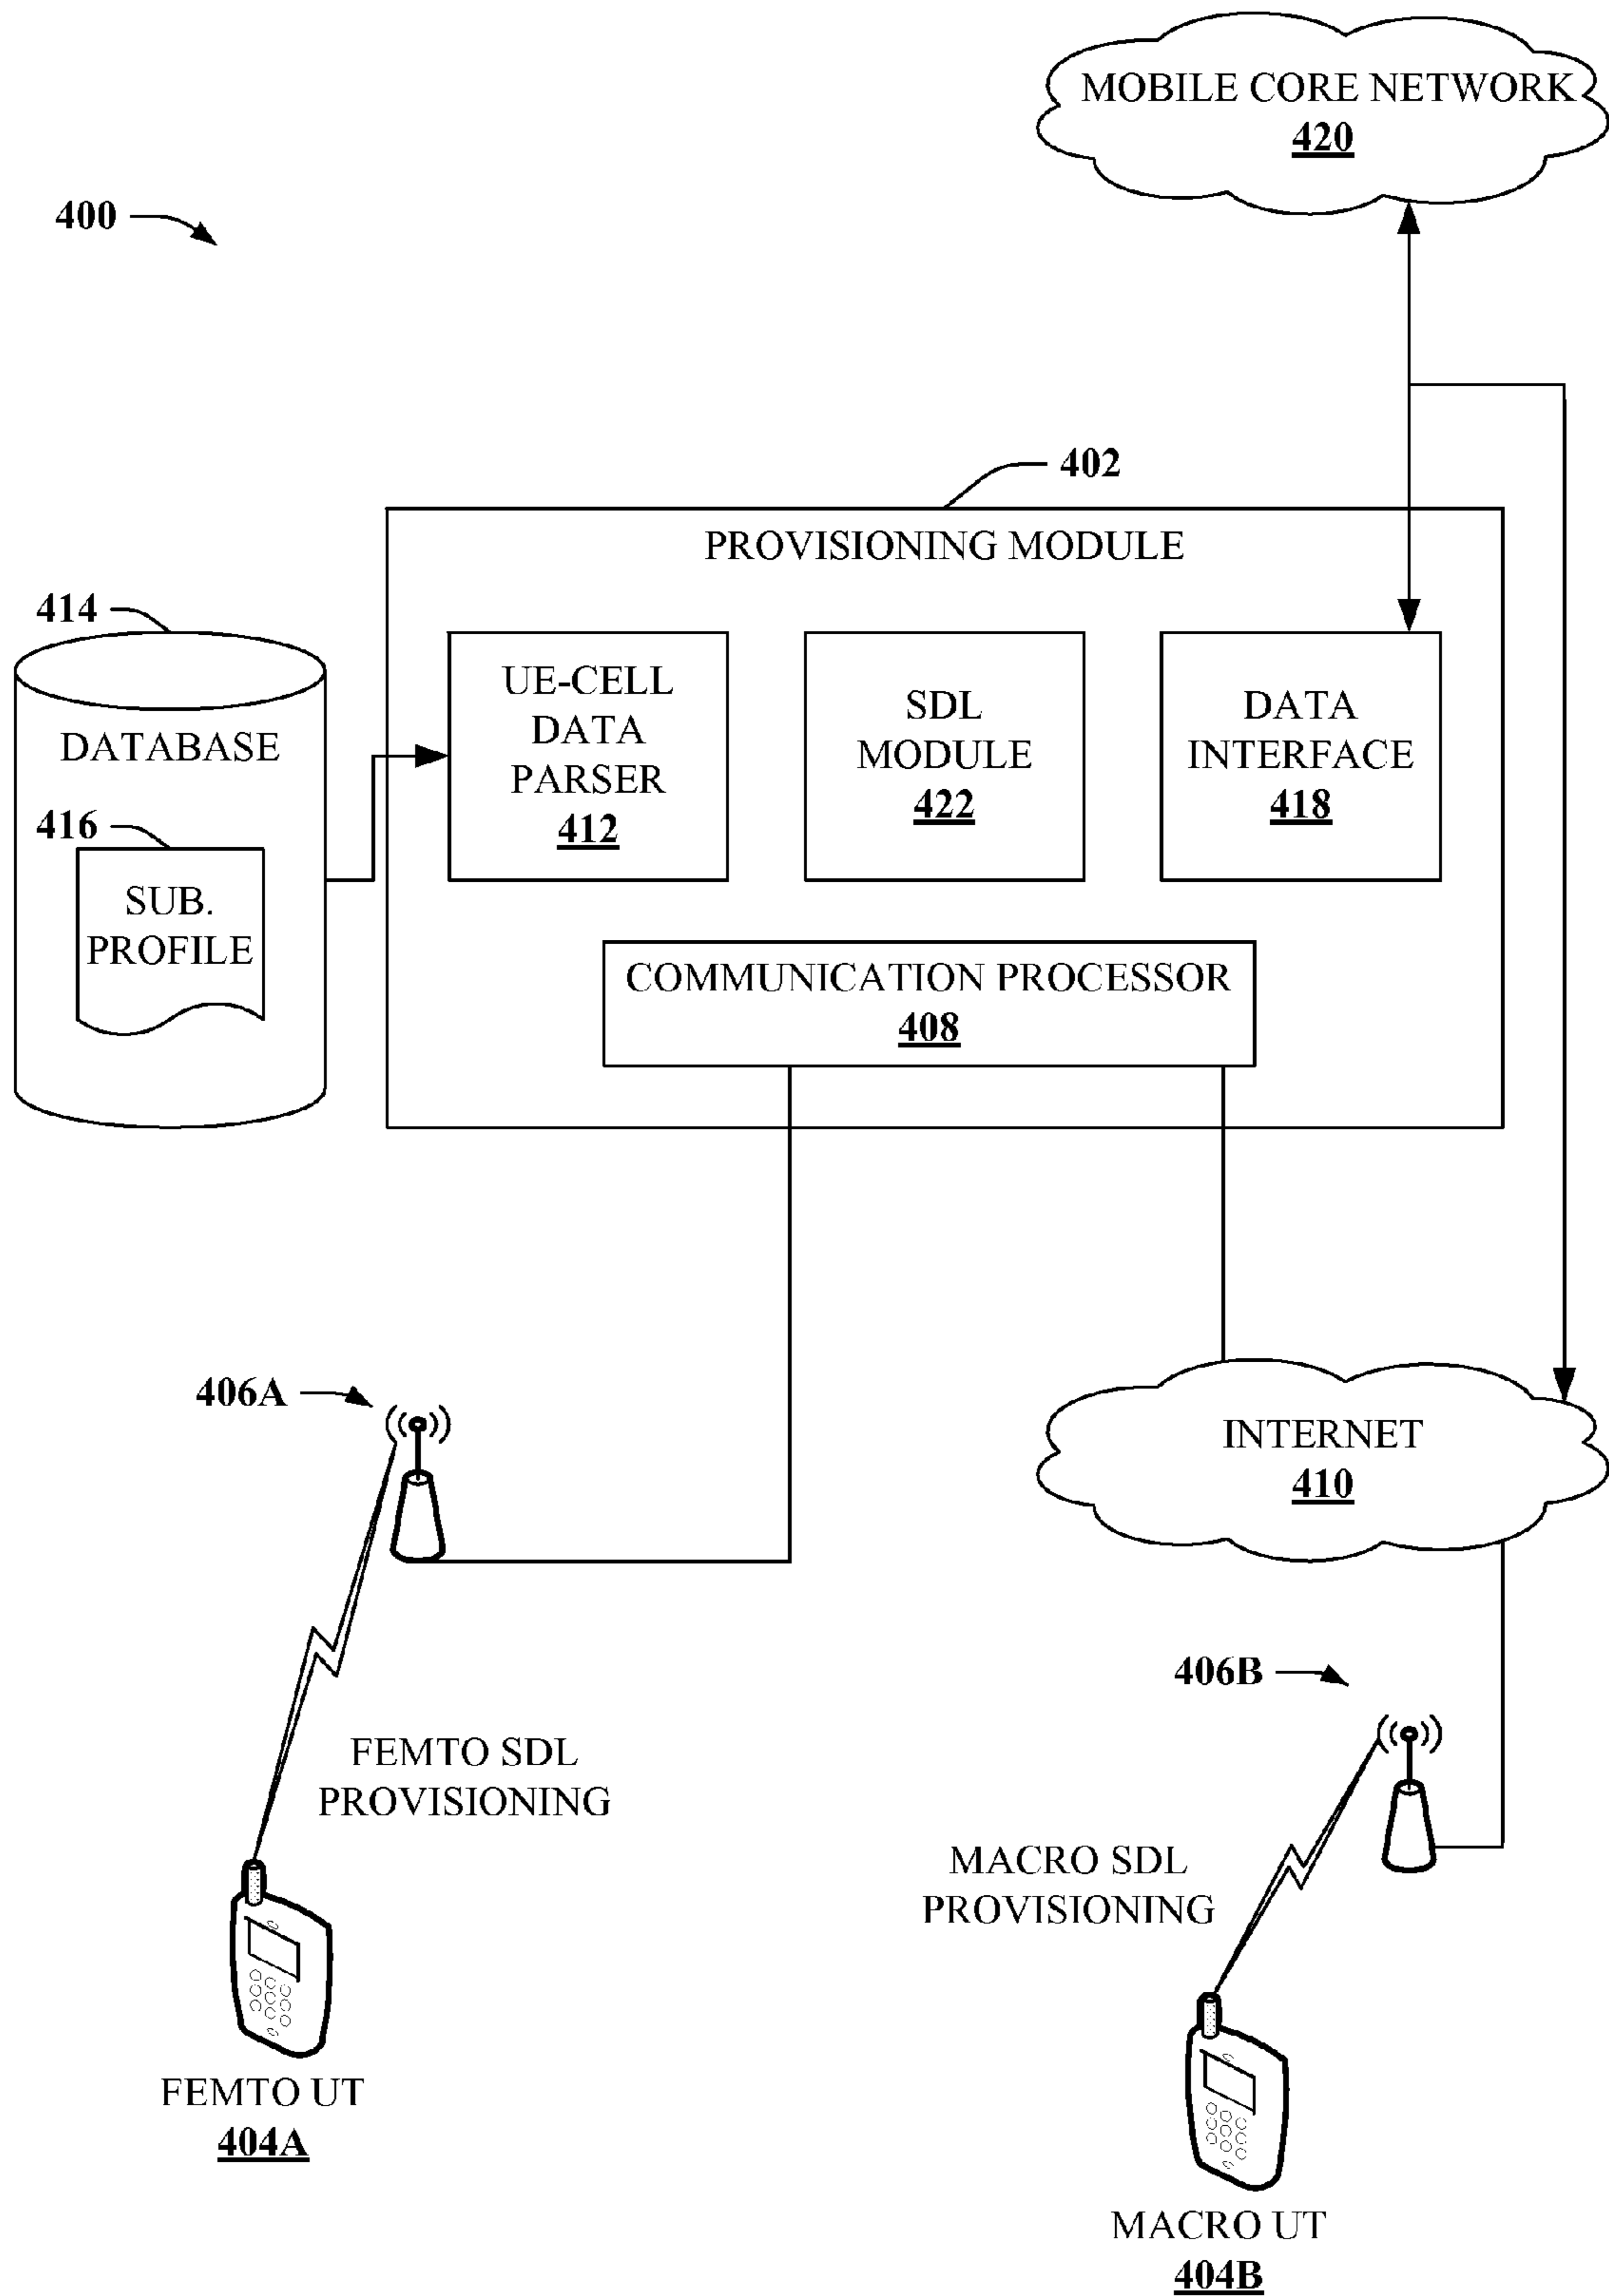 MOBILE CORE NETWORK
420
400
402
PROVISIONING MODULE
414
DATABASE
416
SUB.
PROFILE
UE-CELL
DATA
PARSER
412
SDL
MODULE
422
DATA
INTERFACE
418
COMMUNICATION PROCESSOR
408
406A
INTERNET
410
406B
FEMTO SDL
PROVISIONING
MACRO SDL
PROVISIONING
FEMTO UT
404A
MACRO UT
404B